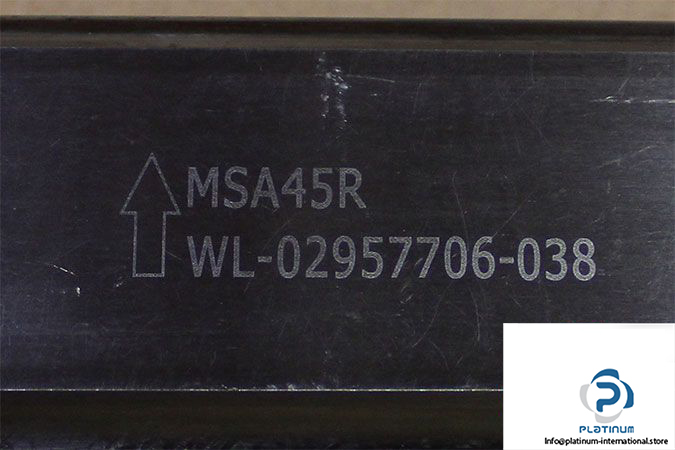 MSA45R
WL-02957706-038
PLATINUM
Info@platinum-international.store